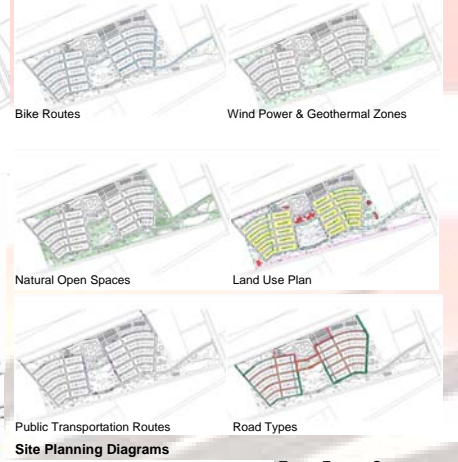 Bike Routes
Wind Power & Geothermal Zones
Natural Open Spaces
Land Use Plan
Public Transportation Routes
Road Types
Site Planning Diagrams